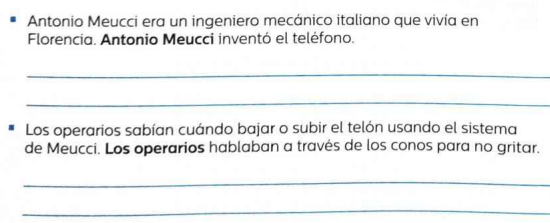 ▪ Antonio Meucci era un ingeniero mecánico italiano que vivía en
Florencia. Antonio Meucci inventó el teléfono.
▪ Los operarios sabían cuándo bajar o subir el telón usando el sistema
de Meucci. Los operarios hablaban a través de los conos para no gritar.